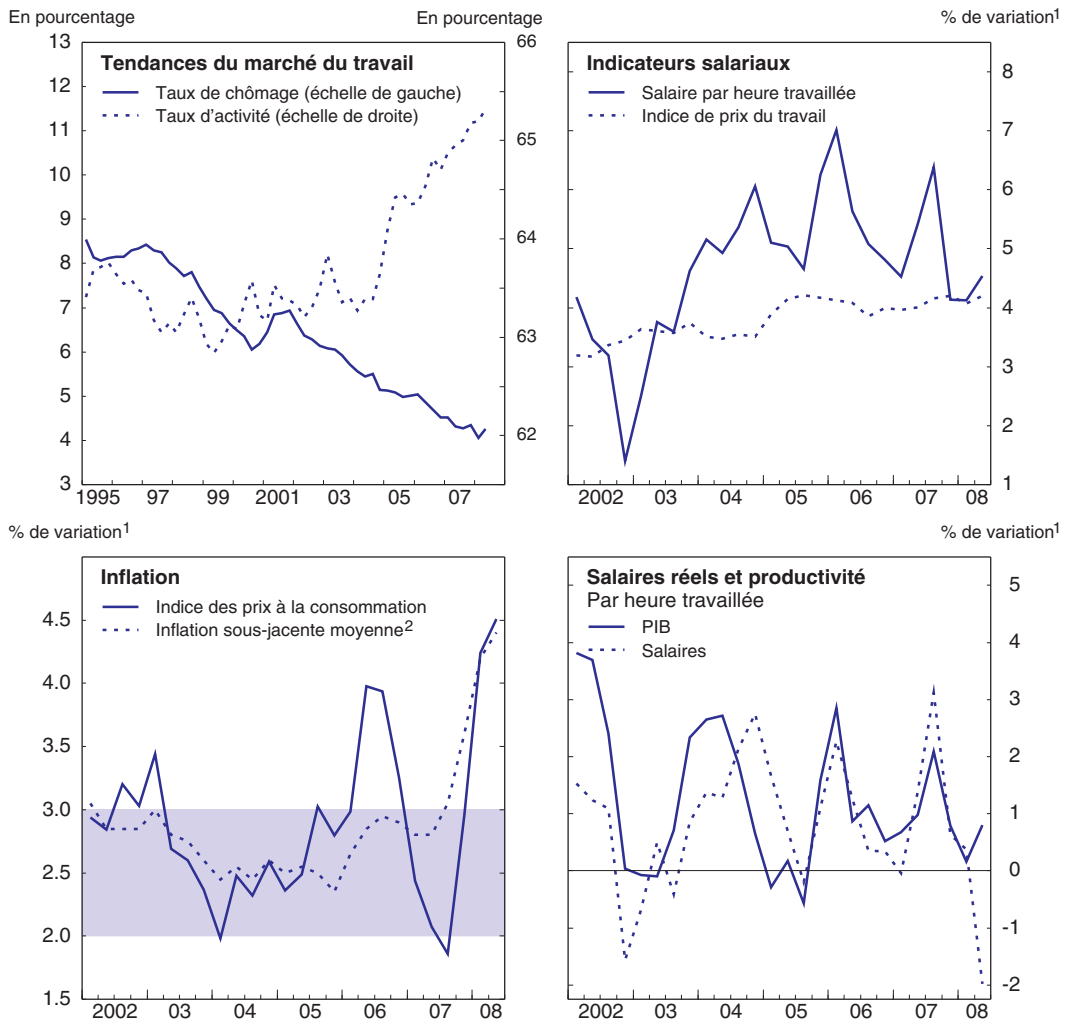 En pourcentage
En pourcentage
13
12
11
10
9
8
7
6
5
4
3
66
65
64
63
62
Tendances du marché du travail
Taux de chômage (échelle de gauche)
Taux d'activité (échelle de droite)
1995 97 99 2001 03 05 07
% de variation1
Indicateurs salariaux
Salaire par heure travaillée
Indice de prix du travail
8
7
6
5
4
3
2
1
2002 03 04 05 06 07 08
% de variation1
Inflation
Indice des prix à la consommation
Inflation sous-jacente moyenne2
4.5
4.0
3.5
3.0
2.5
2.0
1.5
2002 03 04 05 06 07 08
% de variation1
Salaires réels et productivité
Par heure travaillée
PIB
Salaires
5
4
3
2
1
0
-1
-2
2002 03 04 05 06 07 08